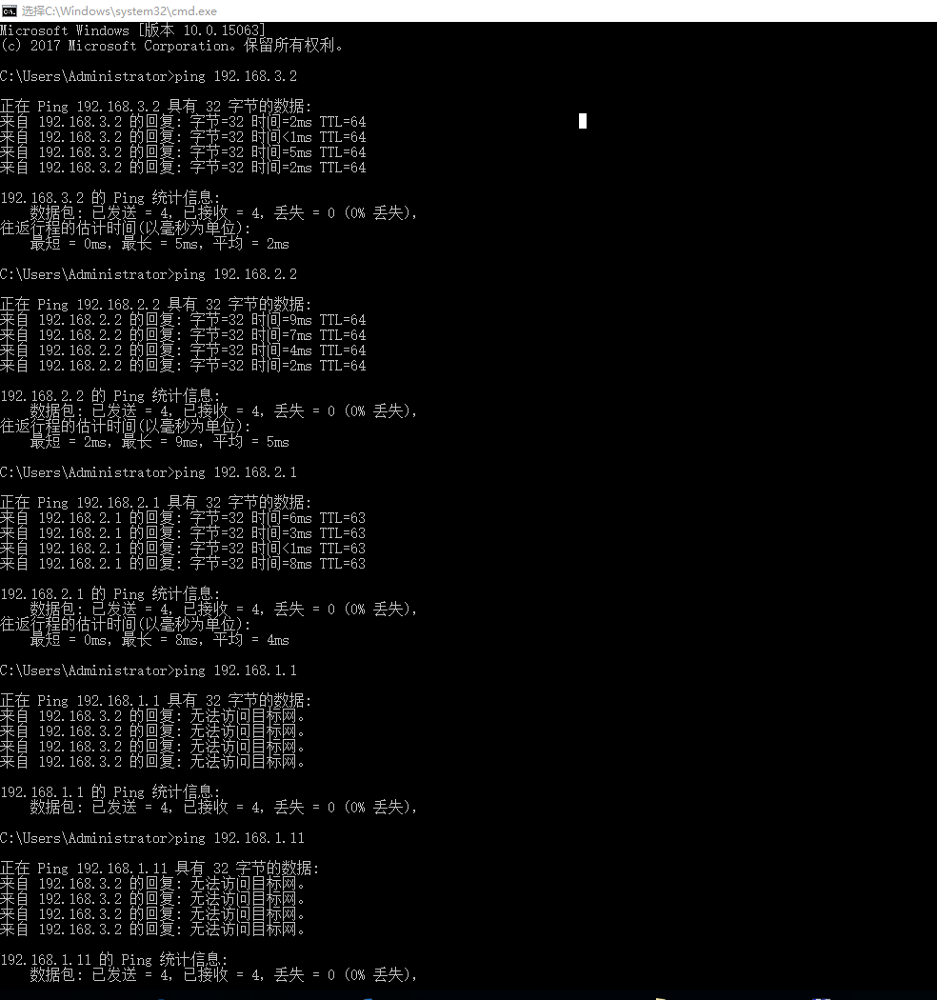 选择C:\Windows\system32\cmd.exe
Microsoft Windows [版本 10.0.15063]
(c) 2017 Microsoft Corporation。保留所有权利。
C:\Users\Administrator>ping 192.168.3.2
正在 Ping 192.168.3.2 具有 32 字节的数据:
来自 192.168.3.2 的回复: 字节=32 时间=2ms TTL=64
来自 192.168.3.2 的回复: 字节=32 时间<1ms TTL=64
来自 192.168.3.2 的回复: 字节=32 时间=5ms TTL=64
来自 192.168.3.2 的回复: 字节=32 时间=2ms TTL=64
192.168.3.2 的 Ping 统计信息:
数据包: 已发送 = 4，已接收 = 4，丢失 = 0 (0% 丢失)，
往返行程的估计时间(以毫秒为单位):
最短 = 0ms，最长 = 5ms，平均 = 2ms
C:\Users\Administrator>ping 192.168.2.2
正在 Ping 192.168.2.2 具有 32 字节的数据:
来自 192.168.2.2 的回复: 字节=32 时间=9ms TTL=64
来自 192.168.2.2 的回复: 字节=32 时间=7ms TTL=64
来自 192.168.2.2 的回复: 字节=32 时间=4ms TTL=64
来自 192.168.2.2 的回复: 字节=32 时间=2ms TTL=64
192.168.2.2 的 Ping 统计信息:
数据包: 已发送 = 4，已接收 = 4，丢失 = 0 (0% 丢失)，
往返行程的估计时间(以毫秒为单位):
最短 = 2ms，最长 = 9ms，平均 = 5ms
C:\Users\Administrator>ping 192.168.2.1
正在 Ping 192.168.2.1 具有 32 字节的数据:
来自 192.168.2.1 的回复: 字节=32 时间=6ms TTL=63
来自 192.168.2.1 的回复: 字节=32 时间=3ms TTL=63
来自 192.168.2.1 的回复: 字节=32 时间<1ms TTL=63
来自 192.168.2.1 的回复: 字节=32 时间=8ms TTL=63
192.168.2.1 的 Ping 统计信息:
数据包: 已发送 = 4，已接收 = 4，丢失 = 0 (0% 丢失)，
往返行程的估计时间(以毫秒为单位):
最短 = 0ms，最长 = 8ms，平均 = 4ms
C:\Users\Administrator>ping 192.168.1.1
正在 Ping 192.168.1.1 具有 32 字节的数据:
来自 192.168.3.2 的回复: 无法访问目标网。
来自 192.168.3.2 的回复: 无法访问目标网。
来自 192.168.3.2 的回复: 无法访问目标网。
来自 192.168.3.2 的回复: 无法访问目标网。
192.168.1.1 的 Ping 统计信息:
数据包: 已发送 = 4，已接收 = 4，丢失 = 0 (0% 丢失)，
C:\Users\Administrator>ping 192.168.1.11
正在 Ping 192.168.1.11 具有 32 字节的数据:
来自 192.168.3.2 的回复: 无法访问目标网。
来自 192.168.3.2 的回复: 无法访问目标网。
来自 192.168.3.2 的回复: 无法访问目标网。
来自 192.168.3.2 的回复: 无法访问目标网。
192.168.1.11 的 Ping 统计信息:
数据包: 已发送 = 4，已接收 = 4，丢失 = 0 (0% 丢失)，